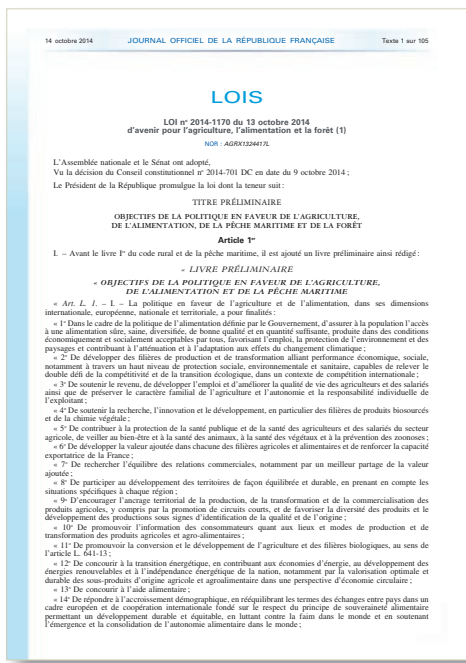 14 octobre 2014 JOURNAL OFFICIEL DE LA RÉPUBLIQUE FRANÇAISE Texte 1 sur 105
LOIS
LOI nº 2014-1170 du 13 octobre 2014
d'avenir pour l'agriculture, l'alimentation et la forêt (1)
NOR : AGRX1324417L
L'Assemblée nationale et le Sénat ont adopté,
Vu la décision du Conseil constitutionnel nº 2014-701 DC en date du 9 octobre 2014 ;
Le Président de la République promulgue la loi dont la teneur suit :
TITRE PRÉLIMINAIRE
OBJECTIFS DE LA POLITIQUE EN FAVEUR DE L'AGRICULTURE,
DE L'ALIMENTATION, DE LA PÊCHE MARITIME ET DE LA FORÊT
Article 1er
I. – Avant le livre Ier du code rural et de la pêche maritime, il est ajouté un livre préliminaire ainsi rédigé :
« LIVRE PRÉLIMINAIRE
« OBJECTIFS DE LA POLITIQUE EN FAVEUR DE L'AGRICULTURE,
DE L'ALIMENTATION ET DE LA PÊCHE MARITIME
« Art. L. 1. – I. – La politique en faveur de l'agriculture et de l'alimentation, dans ses dimensions
internationale, européenne, nationale et territoriale, a pour finalités :
« 1º Dans le cadre de la politique de l'alimentation définie par le Gouvernement, d'assurer à la population l'accès
à une alimentation sûre, saine, diversifiée, de bonne qualité et en quantité suffisante, produite dans des conditions
économiquement et socialement acceptables par tous, favorisant l'emploi, la protection de l'environnement et des
paysages et contribuant à l'atténuation et à l'adaptation aux effets du changement climatique ;
« 2º De développer des filières de production et de transformation alliant performance économique, sociale,
notamment à travers un haut niveau de protection sociale, environnementale et sanitaire, capables de relever le
double défi de la compétitivité et de la transition écologique, dans un contexte de compétition internationale ;
« 3º De soutenir le revenu, de développer l'emploi et d'améliorer la qualité de vie des agriculteurs et des salariés
ainsi que de préserver le caractère familial de l'agriculture et l'autonomie et la responsabilité individuelle de
l'exploitant ;
« 4º De soutenir la recherche, l'innovation et le développement, en particulier des filières de produits biosourcés
et de la chimie végétale ;
« 5º De contribuer à la protection de la santé publique et de la santé des agriculteurs et des salariés du secteur
agricole, de veiller au bien-être et à la santé des animaux, à la santé des végétaux et à la prévention des zoonoses ;
« 6º De développer la valeur ajoutée dans chacune des filières agricoles et alimentaires et de renforcer la capacité
exportatrice de la France ;
« 7º De rechercher l'équilibre des relations commerciales, notamment par un meilleur partage de la valeur
ajoutée ;
« 8º De participer au développement des territoires de façon équilibrée et durable, en prenant en compte les
situations spécifiques à chaque région ;
« 9º D'encourager l'ancrage territorial de la production, de la transformation et de la commercialisation des
produits agricoles, y compris par la promotion de circuits courts, et de favoriser la diversité des produits et le
développement des productions sous signes d'identification de la qualité et de l'origine ;
« 10º De promouvoir l'information des consommateurs quant aux lieux et modes de production et de
transformation des produits agricoles et agro-alimentaires ;
« 11º De promouvoir la conversion et le développement de l'agriculture et des filières biologiques, au sens de
l'article L. 641-13 ;
« 12º De concourir à la transition énergétique, en contribuant aux économies d'énergie, au développement des
énergies renouvelables et à l'indépendance énergétique de la nation, notamment par la valorisation optimale et
durable des sous-produits d'origine agricole et agroalimentaire dans une perspective d'économie circulaire ;
« 13º De concourir à l'aide alimentaire ;
« 14º De répondre à l'accroissement démographique, en rééquilibrant les termes des échanges entre pays dans un
cadre européen et de coopération internationale fondé sur le respect du principe de souveraineté alimentaire
permettant un développement durable et équitable, en luttant contre la faim dans le monde et en soutenant
l'émergence et la consolidation de l'autonomie alimentaire dans le monde ;